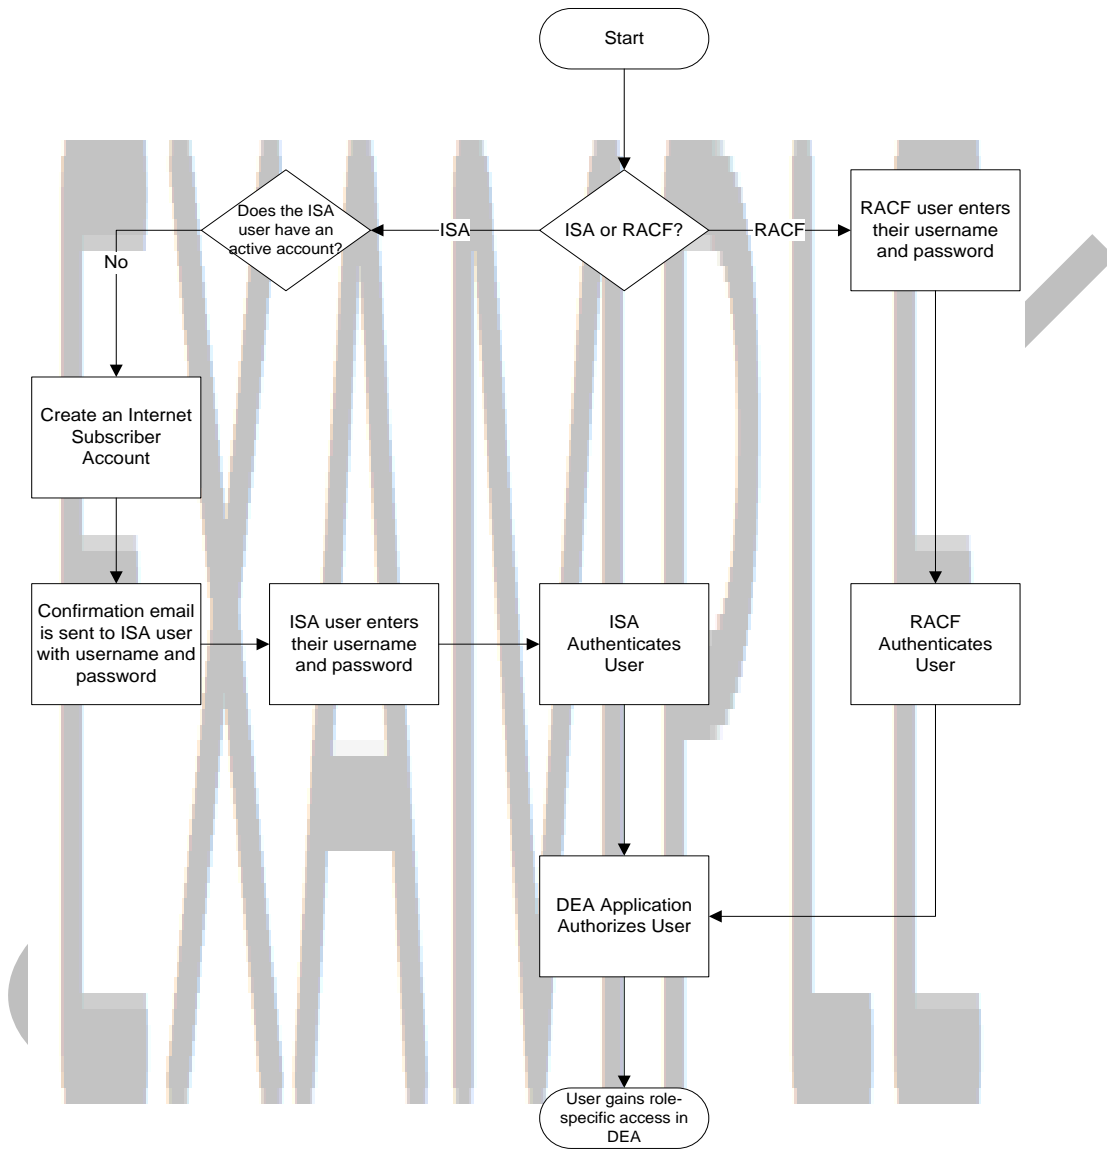 Start
Does the ISA
user have an
active account?
ISA
ISA or RACF?
RACF
RACF user enters
their username
and password
No
Create an Internet
Subscriber
Account
Confirmation email
is sent to ISA user
with username and
password
ISA user enters
their username
and password
ISA
Authenticates
User
RACF
Authenticates
User
DEA Application
Authorizes User
User gains role-
specific access in
DEA
EXAMPLE